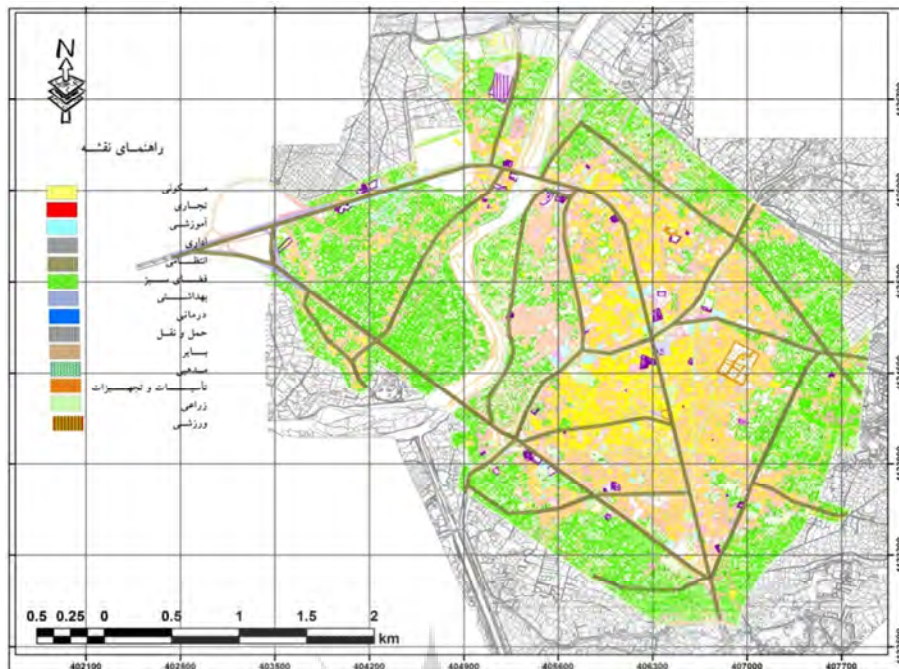 N
راهنمای نقشه
مسکونی
تجاری
آموزشی
اداری
انتظامی
فضای سبز
بهداشتی
درمانی
حمل و نقل
بایر
مذهبی
تأسیسات و تجهیزات
زراعی
ورزشی
0.5 0.25 0 0.5 1 1.5 2
km
402100 402800 403500 404200 404900 405600 406300 407000 407700